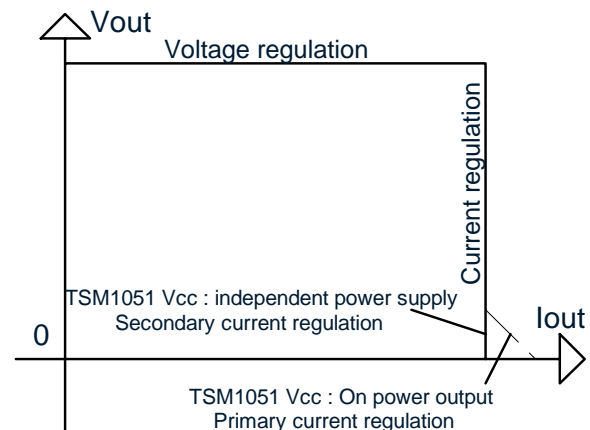 Vout
Voltage regulation
Current regulation
TSM1051 Vcc : independent power supply
Secondary current regulation
0
Iout
TSM1051 Vcc : On power output
Primary current regulation